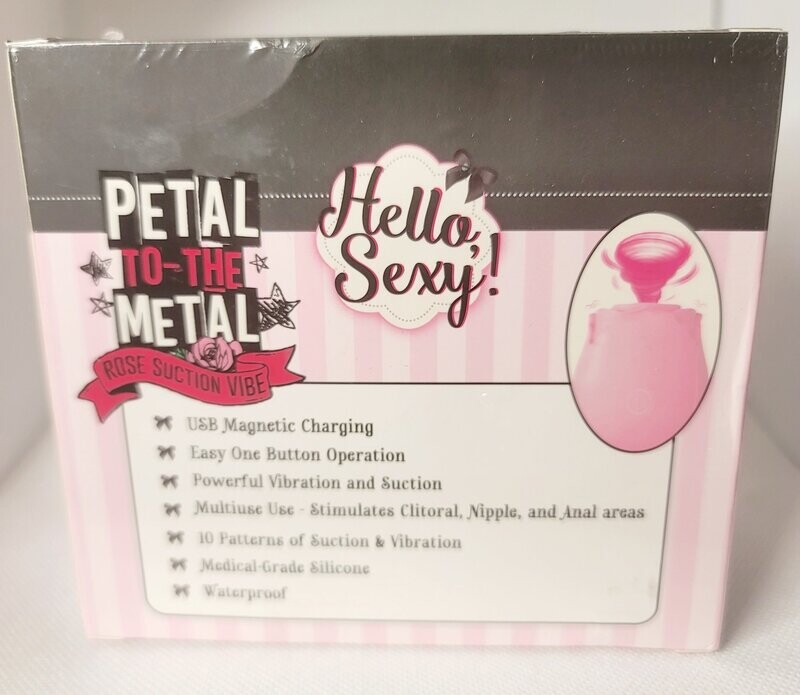 PETAL
TO-THE
METAL
ROSE SUCTION VIBE
Hello,
Sexy!
USB Magnetic Charging
Easy One Button Operation
Powerful Vibration and Suction
Multiuse Use - Stimulates Clitoral, Nipple, and Anal areas
10 Patterns of Suction & Vibration
Medical-Grade Silicone
Waterproof